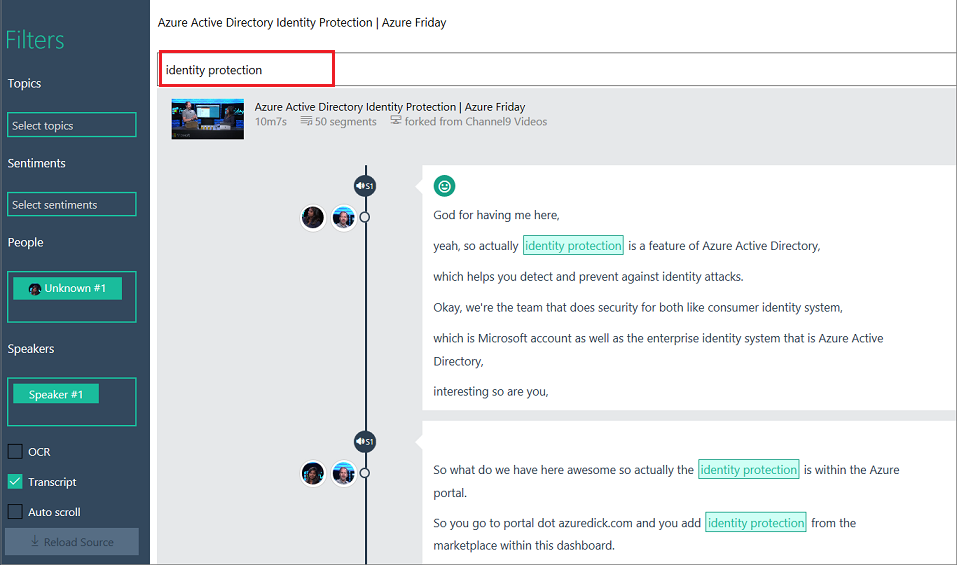 Azure Active Directory Identity Protection | Azure Friday
Filters
Topics
Select topics
Sentiments
Select sentiments
People
Unknown #1
Speakers
Speaker #1
OCR
Transcript
Auto scroll
Reload Source
identity protection
Azure Active Directory Identity Protection | Azure Friday
10m7s 50 segments forked from Channel9 Videos
S1
God for having me here,
yeah, so actually identity protection is a feature of Azure Active Directory,
which helps you detect and prevent against identity attacks.
Okay, we're the team that does security for both like consumer identity system,
which is Microsoft account as well as the enterprise identity system that is Azure Active
Directory,
interesting so are you,
S1
So what do we have here awesome so actually the identity protection is within the Azure
portal.
So you go to portal dot azuredick.com and you add identity protection from the
marketplace within this dashboard.